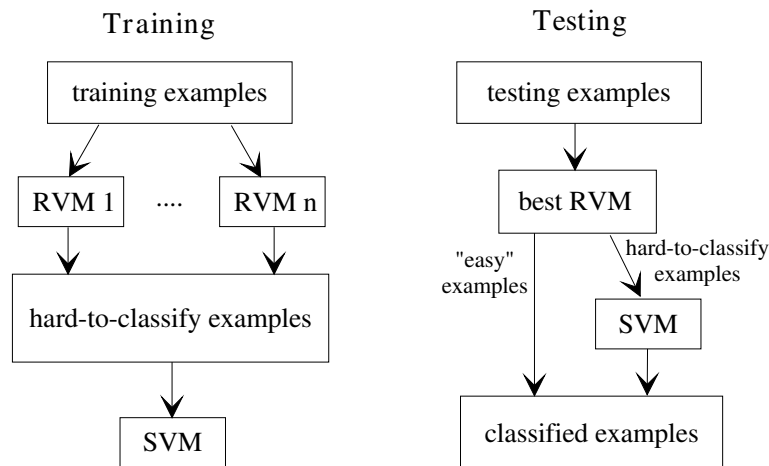 Training
training examples
RVM 1
....
RVM n
hard-to-classify examples
SVM
Testing
testing examples
best RVM
"easy"
examples
hard-to-classify
examples
SVM
classified examples